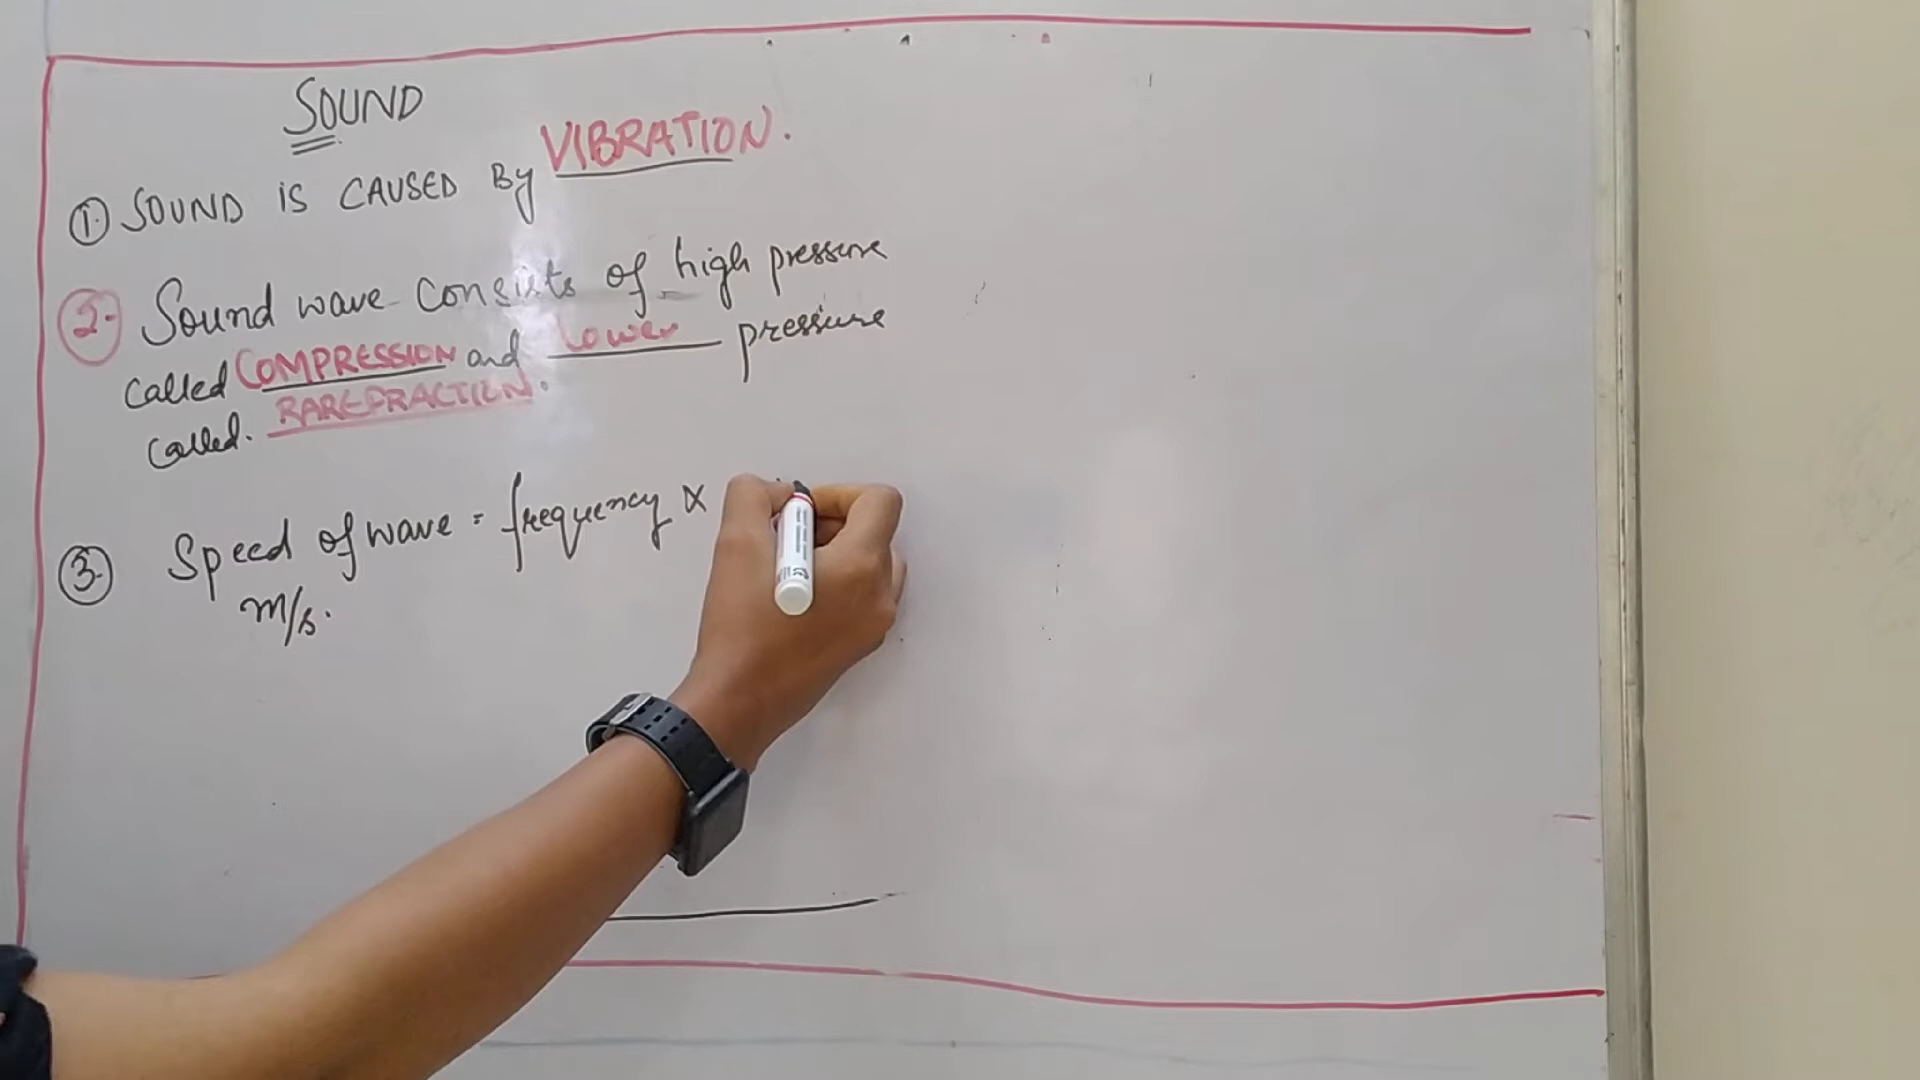 SOUND
① SOUND IS CAUSED By VIBRATION.
2. Sound wave consists of high pressure
called COMPRESSION and lower pressure
called. RAREFRACTION.
③ Speed of wave = frequency x
m/s.